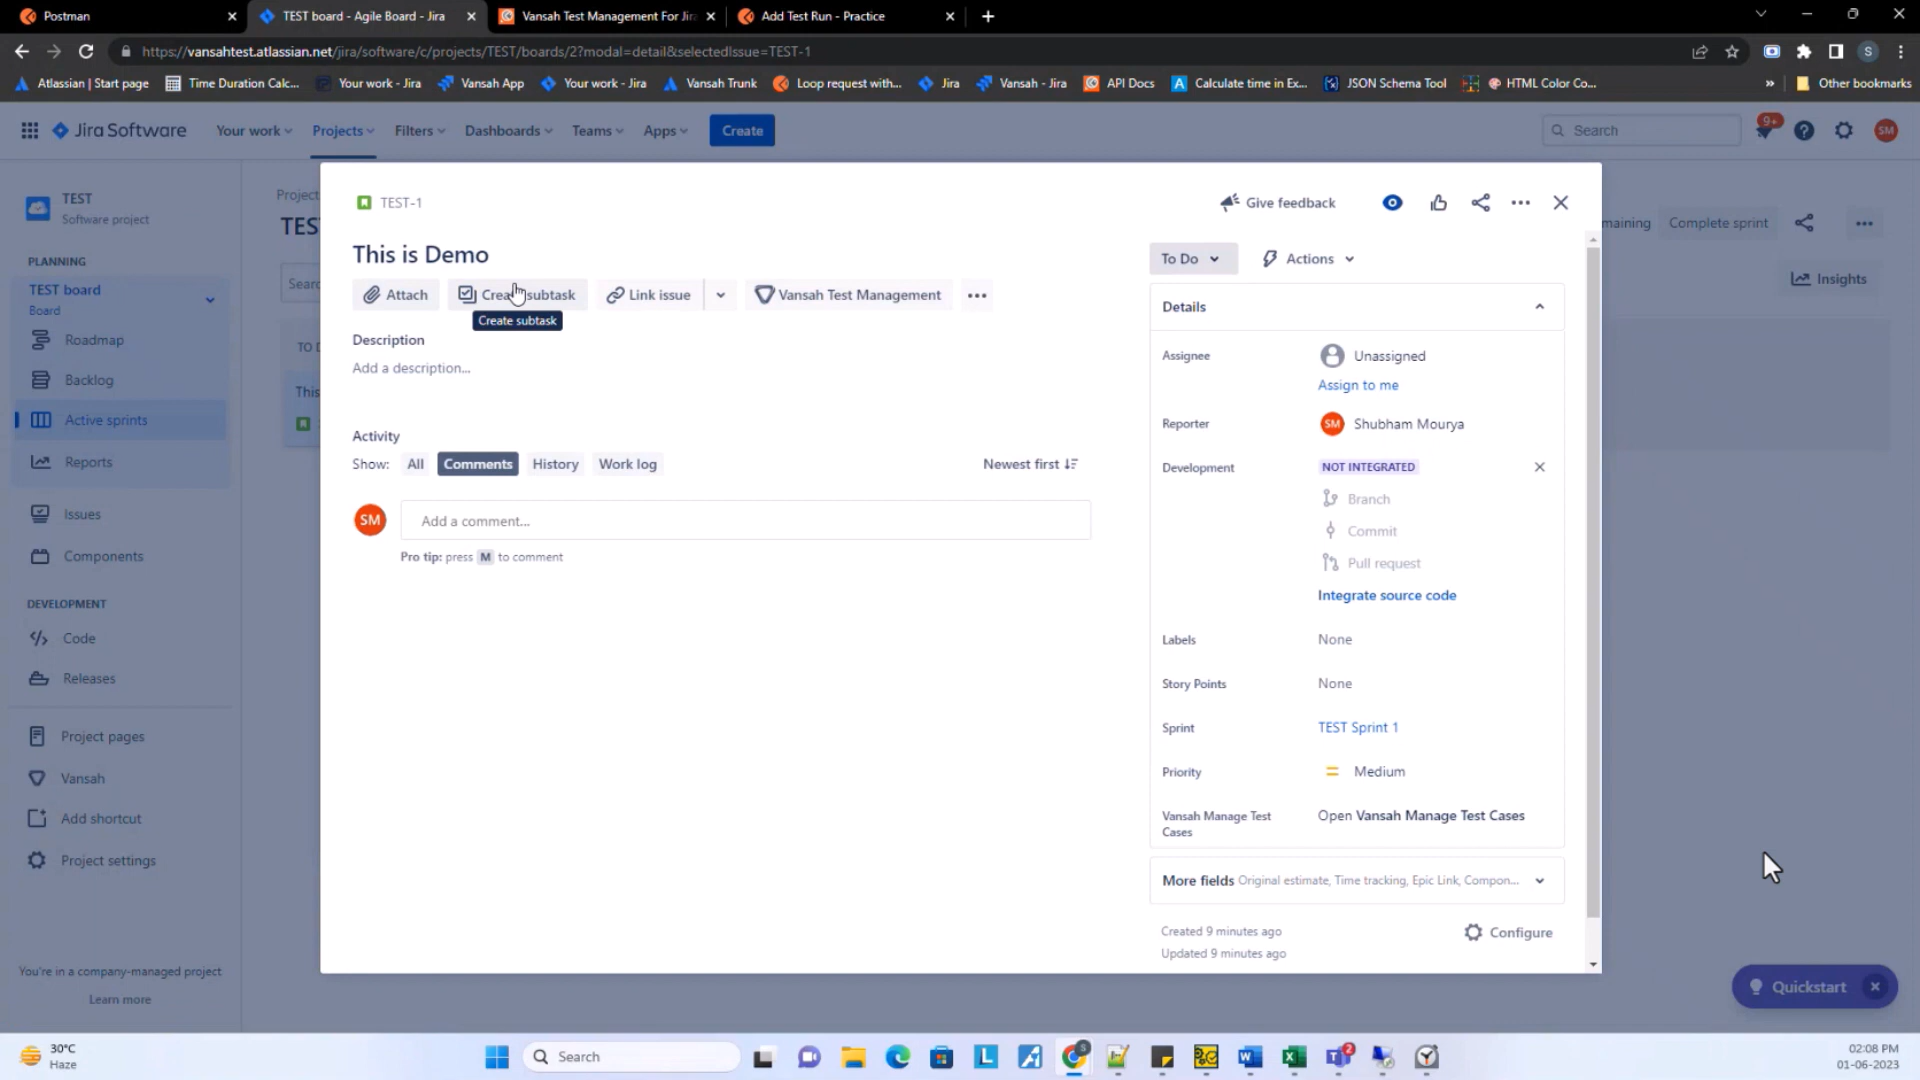 Postman
TEST board - Agile Board - Jira
Vansah Test Management For Jir
Add Test Run - Practice
https://vansahtest.atlassian.net/jira/software/c/projects/TEST/boards/2?modal=detail&selectedIssue=TEST-1
S
Atlassian | Start page
Time Duration Calc...
Your work - Jira
Vansah App
Your work - Jira
Vansah Trunk
Loop request with...
Jira
Vansah - Jira
API Docs
Calculate time in Ex...
JSON Schema Tool
HTML Color Co...
»
Other bookmarks
Jira Software
Your work
Projects
Filters
Dashboards
Teams
Apps
Create
Search
9+
SM
TEST
Software project
PLANNING
TEST board
Board
Roadmap
Backlog
Active sprints
Reports
Issues
Components
DEVELOPMENT
Code
Releases
Project pages
Vansah
Add shortcut
Project settings
You're in a company-managed project
Learn more
Project
TES
Sear
TO D
This
maining
Complete sprint
Insights
TEST-1
Give feedback
This is Demo
Attach
Create subtask
Link issue
Vansah Test Management
Create subtask
Description
Add a description...
Activity
Show:
All
Comments
History
Work log
Newest first
SM
Add a comment...
Pro tip: press M to comment
To Do
Actions
Details
Assignee
Unassigned
Assign to me
Reporter
SM
Shubham Mourya
Development
NOT INTEGRATED
Branch
Commit
Pull request
Integrate source code
Labels
None
Story Points
None
Sprint
TEST Sprint 1
Priority
Medium
Vansah Manage Test
Cases
Open Vansah Manage Test Cases
More fields Original estimate, Time tracking, Epic Link, Compon...
Created 9 minutes ago
Updated 9 minutes ago
Configure
Quickstart
30°C
Haze
Search
02:08 PM
01-06-2023